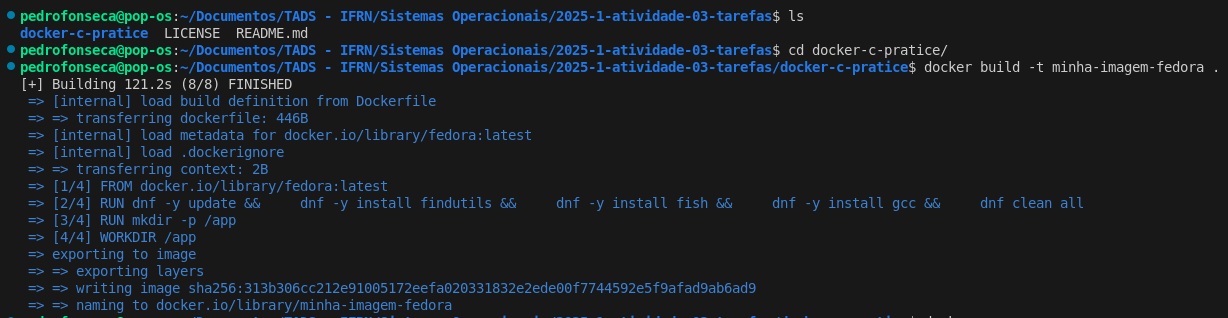 pedrofonseca@pop-os:~/Documentos/TADS - IFRN/Sistemas Operacionais/2025-1-atividade-03-tarefas$ ls
docker-c-pratice  LICENSE  README.md
pedrofonseca@pop-os:~/Documentos/TADS - IFRN/Sistemas Operacionais/2025-1-atividade-03-tarefas$ cd docker-c-pratice/
pedrofonseca@pop-os:~/Documentos/TADS - IFRN/Sistemas Operacionais/2025-1-atividade-03-tarefas/docker-c-pratice$ docker build -t minha-imagem-fedora .
[+] Building 121.2s (8/8) FINISHED
=> [internal] load build definition from Dockerfile
=> => transferring dockerfile: 446B
=> [internal] load metadata for docker.io/library/fedora:latest
=> [internal] load .dockerignore
=> => transferring context: 2B
=> [1/4] FROM docker.io/library/fedora:latest
=> [2/4] RUN dnf -y update &&     dnf -y install findutils &&     dnf -y install fish &&     dnf -y install gcc &&     dnf clean all
=> [3/4] RUN mkdir -p /app
=> [4/4] WORKDIR /app
=> exporting to image
=> => exporting layers
=> => writing image sha256:313b306cc212e91005172eefa020331832e2ede00f7744592e5f9afad9ab6ad9
=> => naming to docker.io/library/minha-imagem-fedora